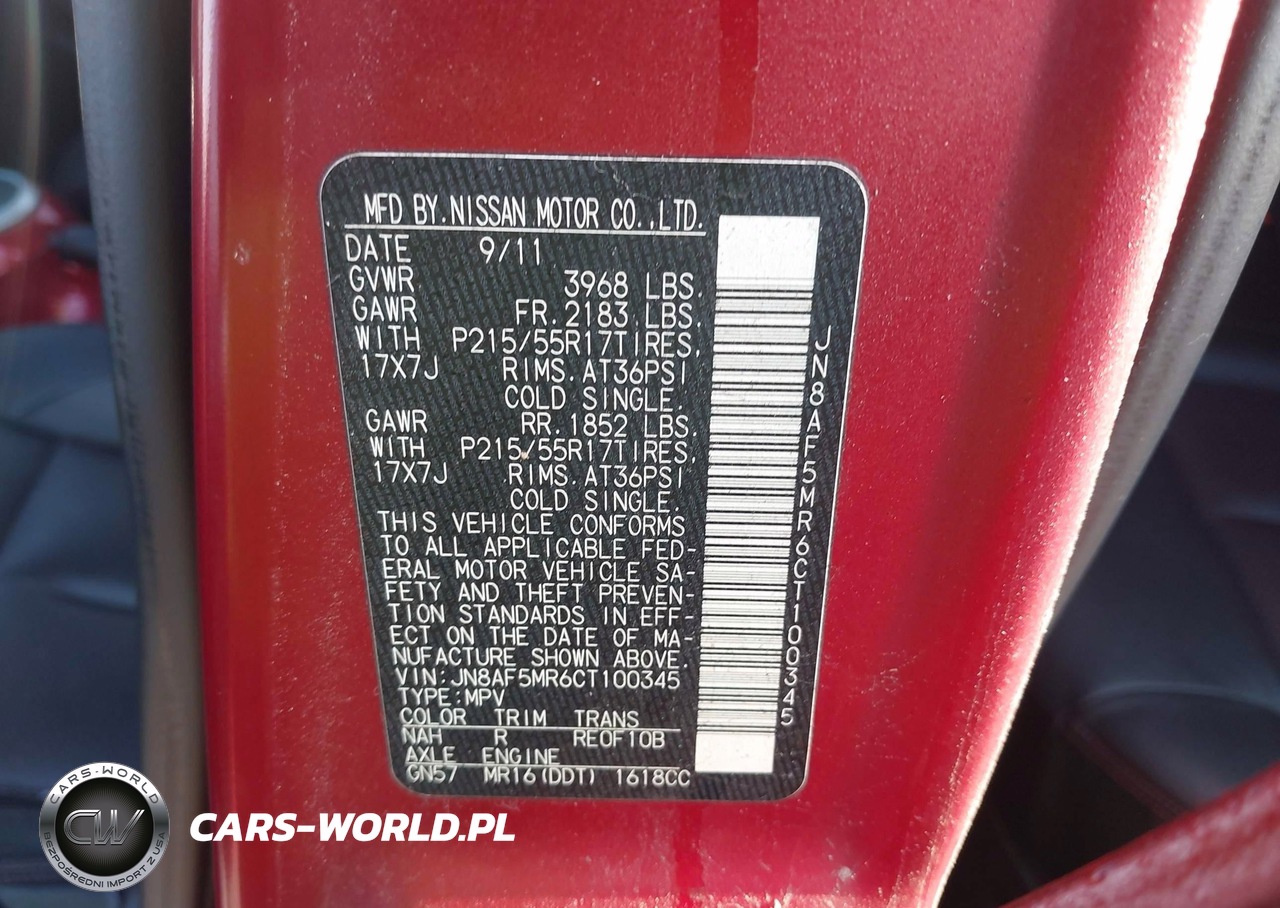 MFD BY.NISSAN MOTOR CO.,LTD.
DATE 9/11
GVWR 3968 LBS.
GAWR FR.2183 LBS.
WITH P215/55R17TIRES,
17X7J RIMS.AT36PSI
COLD SINGLE.
GAWR RR.1852 LBS.
WITH P215/55R17TIRES,
17X7J RIMS.AT36PSI
COLD SINGLE.
THIS VEHICLE CONFORMS
TO ALL APPLICABLE FED-
ERAL MOTOR VEHICLE SA-
FETY AND THEFT PREVEN-
TION STANDARDS IN EFF-
ECT ON THE DATE OF MA-
NUFACTURE SHOWN ABOVE.
VIN:JN8AF5MR6CT100345
TYPE:MPV
COLOR TRIM TRANS
NAH R RE0F10B
AXLE ENGINE
GN57 MR16(DDT) 1618CC
JN8AF5MR6CT100345
CARS-WORLD
CW
BEZPOŚREDNI IMPORT Z USA
CARS-WORLD.PL